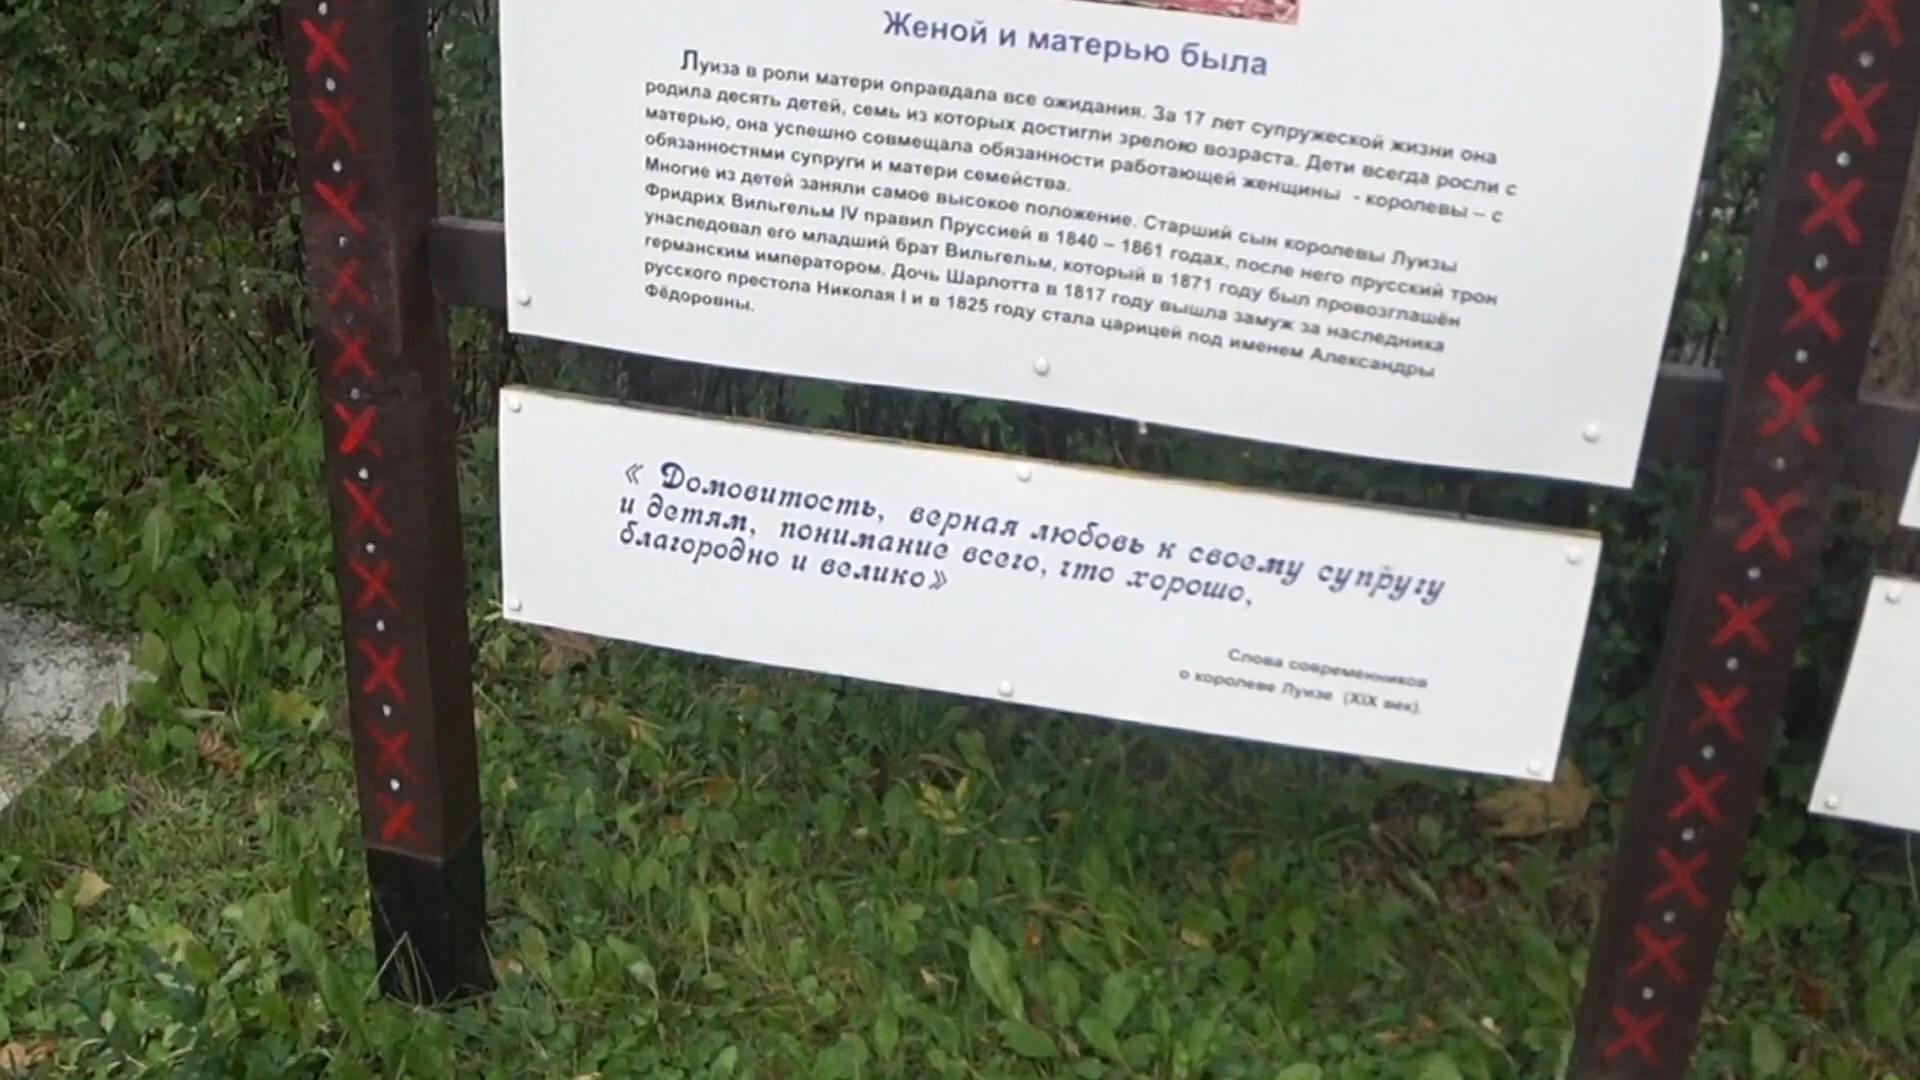 Женой и матерью была
Луиза в роли матери оправдала все ожидания. За 17 лет супружеской жизни она
родила десять детей, семь из которых достигли зрелою возраста. Дети всегда росли с
матерью, она успешно совмещала обязанности работающей женщины - королевы – с
обязанностями супруги и матери семейства.
Многие из детей заняли самое высокое положение. Старший сын королевы Луизы
Фридрих Вильгельм IV правил Пруссией в 1840 – 1861 годах, после него прусский трон
унаследовал его младший брат Вильгельм, который в 1871 году был провозглашён
германским императором. Дочь Шарлотта в 1817 году вышла замуж за наследника
русского престола Николая I и в 1825 году стала царицей под именем Александры
Фёдоровны.
« Домовитость, верная любовь к своему супругу
и детям, понимание всего, что хорошо,
благородно и велико»
Слова современников
о королеве Луизе (XIX век).